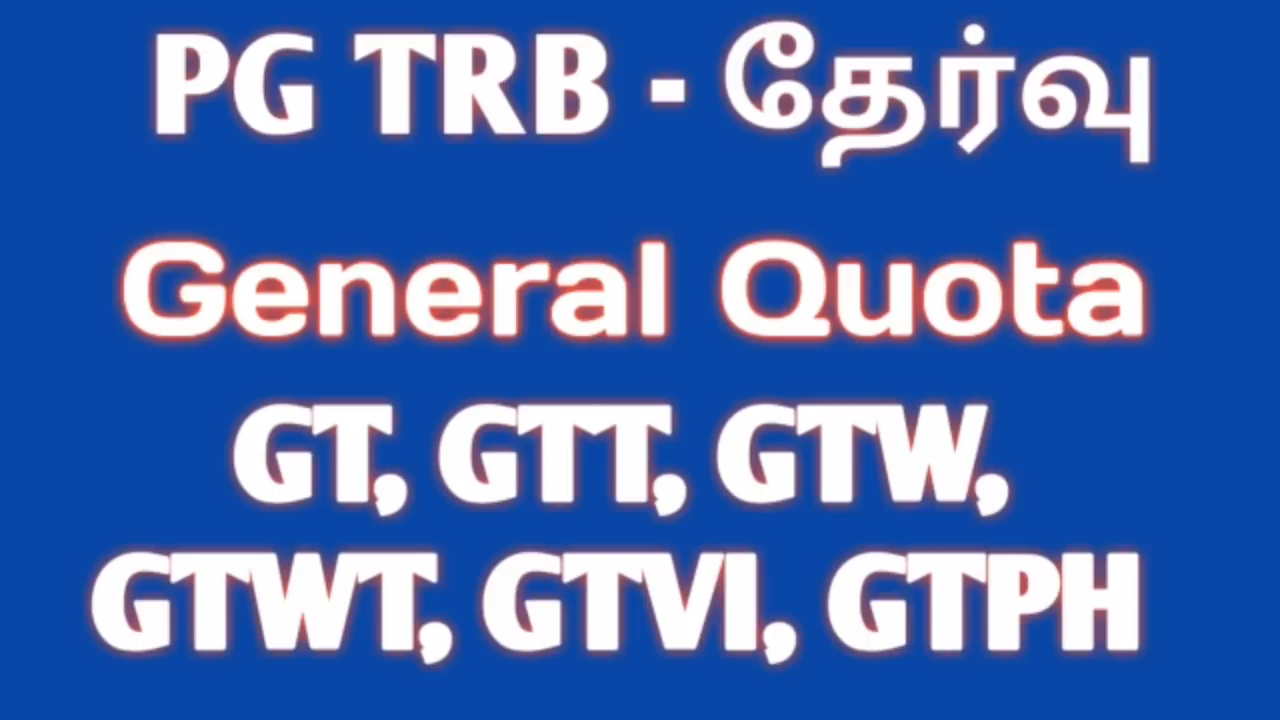 PG TRB - தேர்வு
General Quota
GT, GTT, GTW,
GTWT, GTVI, GTPH